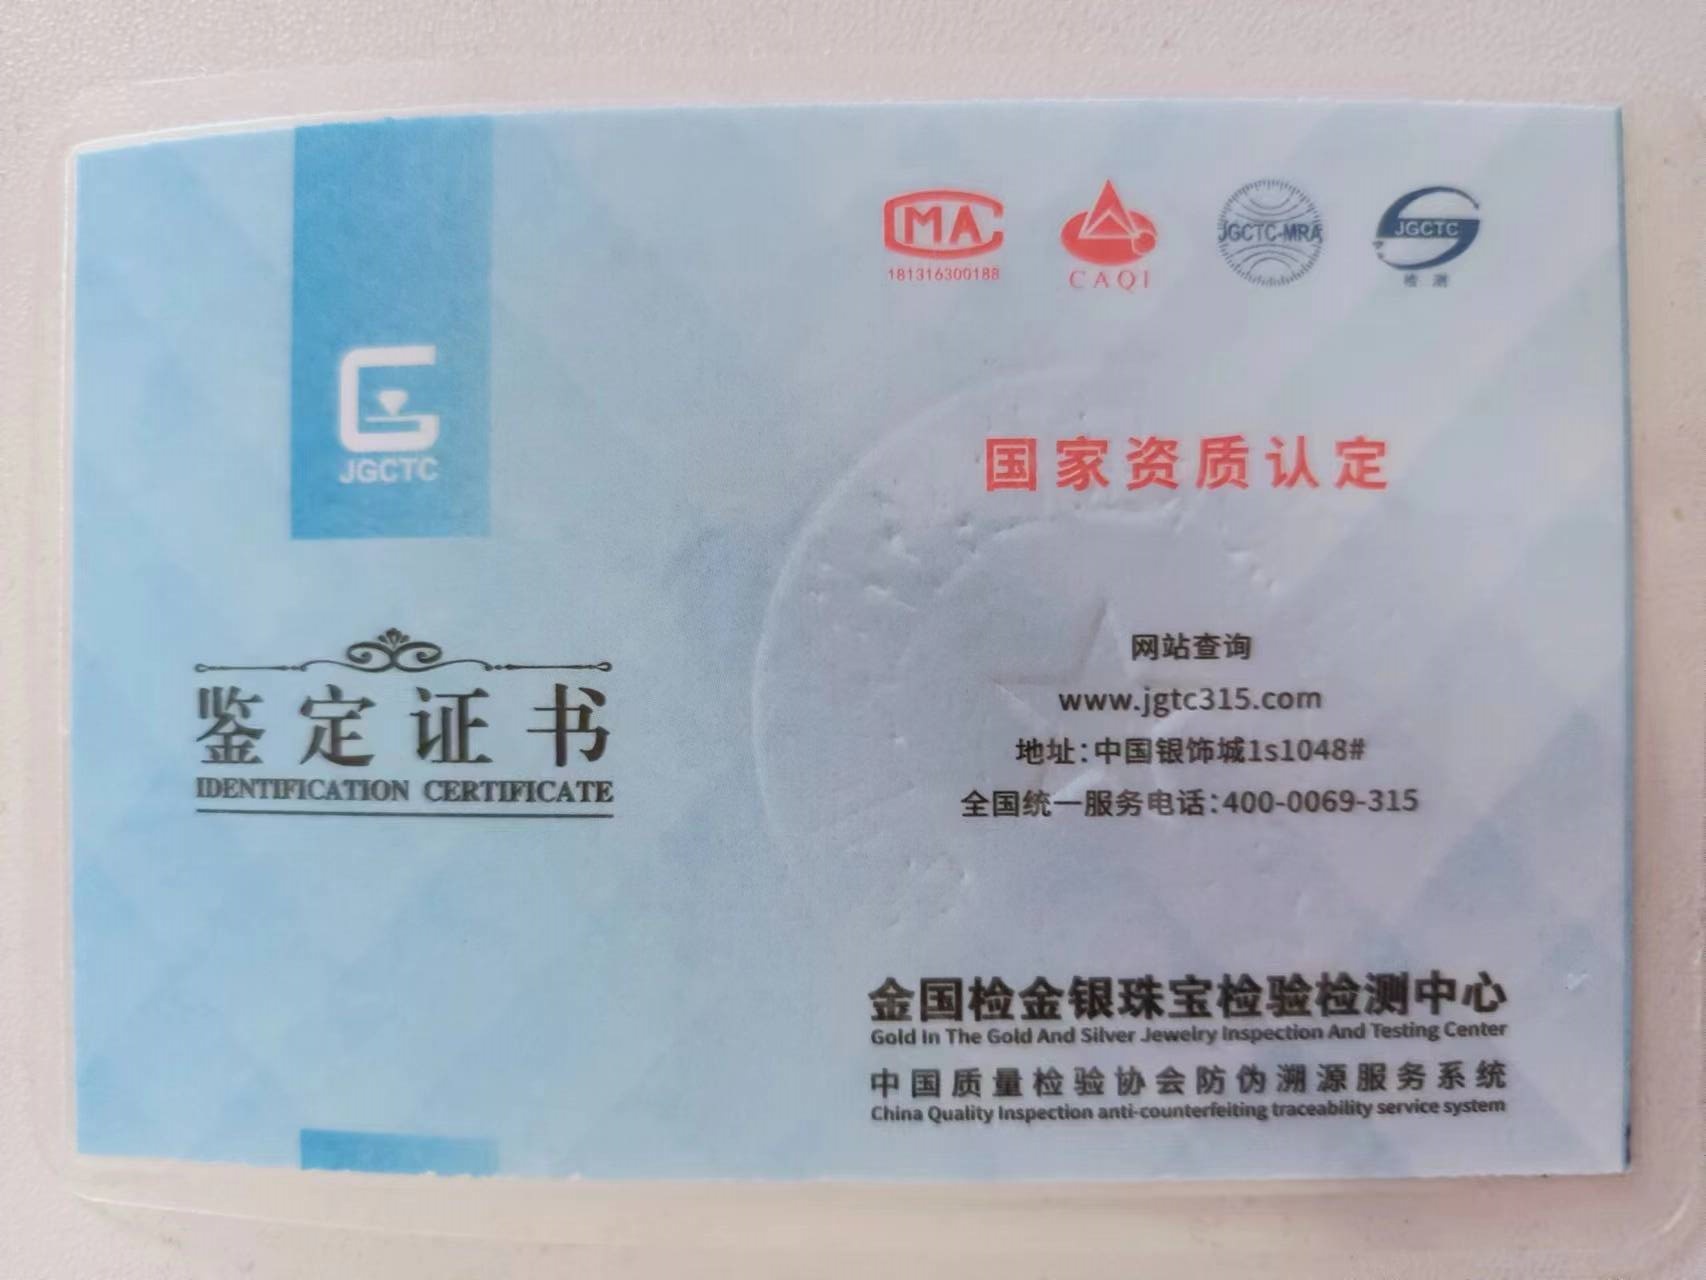 JGCTC
鉴定证书
IDENTIFICATION CERTIFICATE
CMA
181316300188
CAQI
JGCTC-MRA
JGCTC
检测
国家资质认定
网站查询
www.jgtc315.com
地址:中国银饰城1s1048#
全国统一服务电话:400-0069-315
金国检金银珠宝检验检测中心
Gold In The Gold And Silver Jewelry Inspection And Testing Center
中国质量检验协会防伪溯源服务系统
China Quality Inspection anti-counterfeiting traceability service system